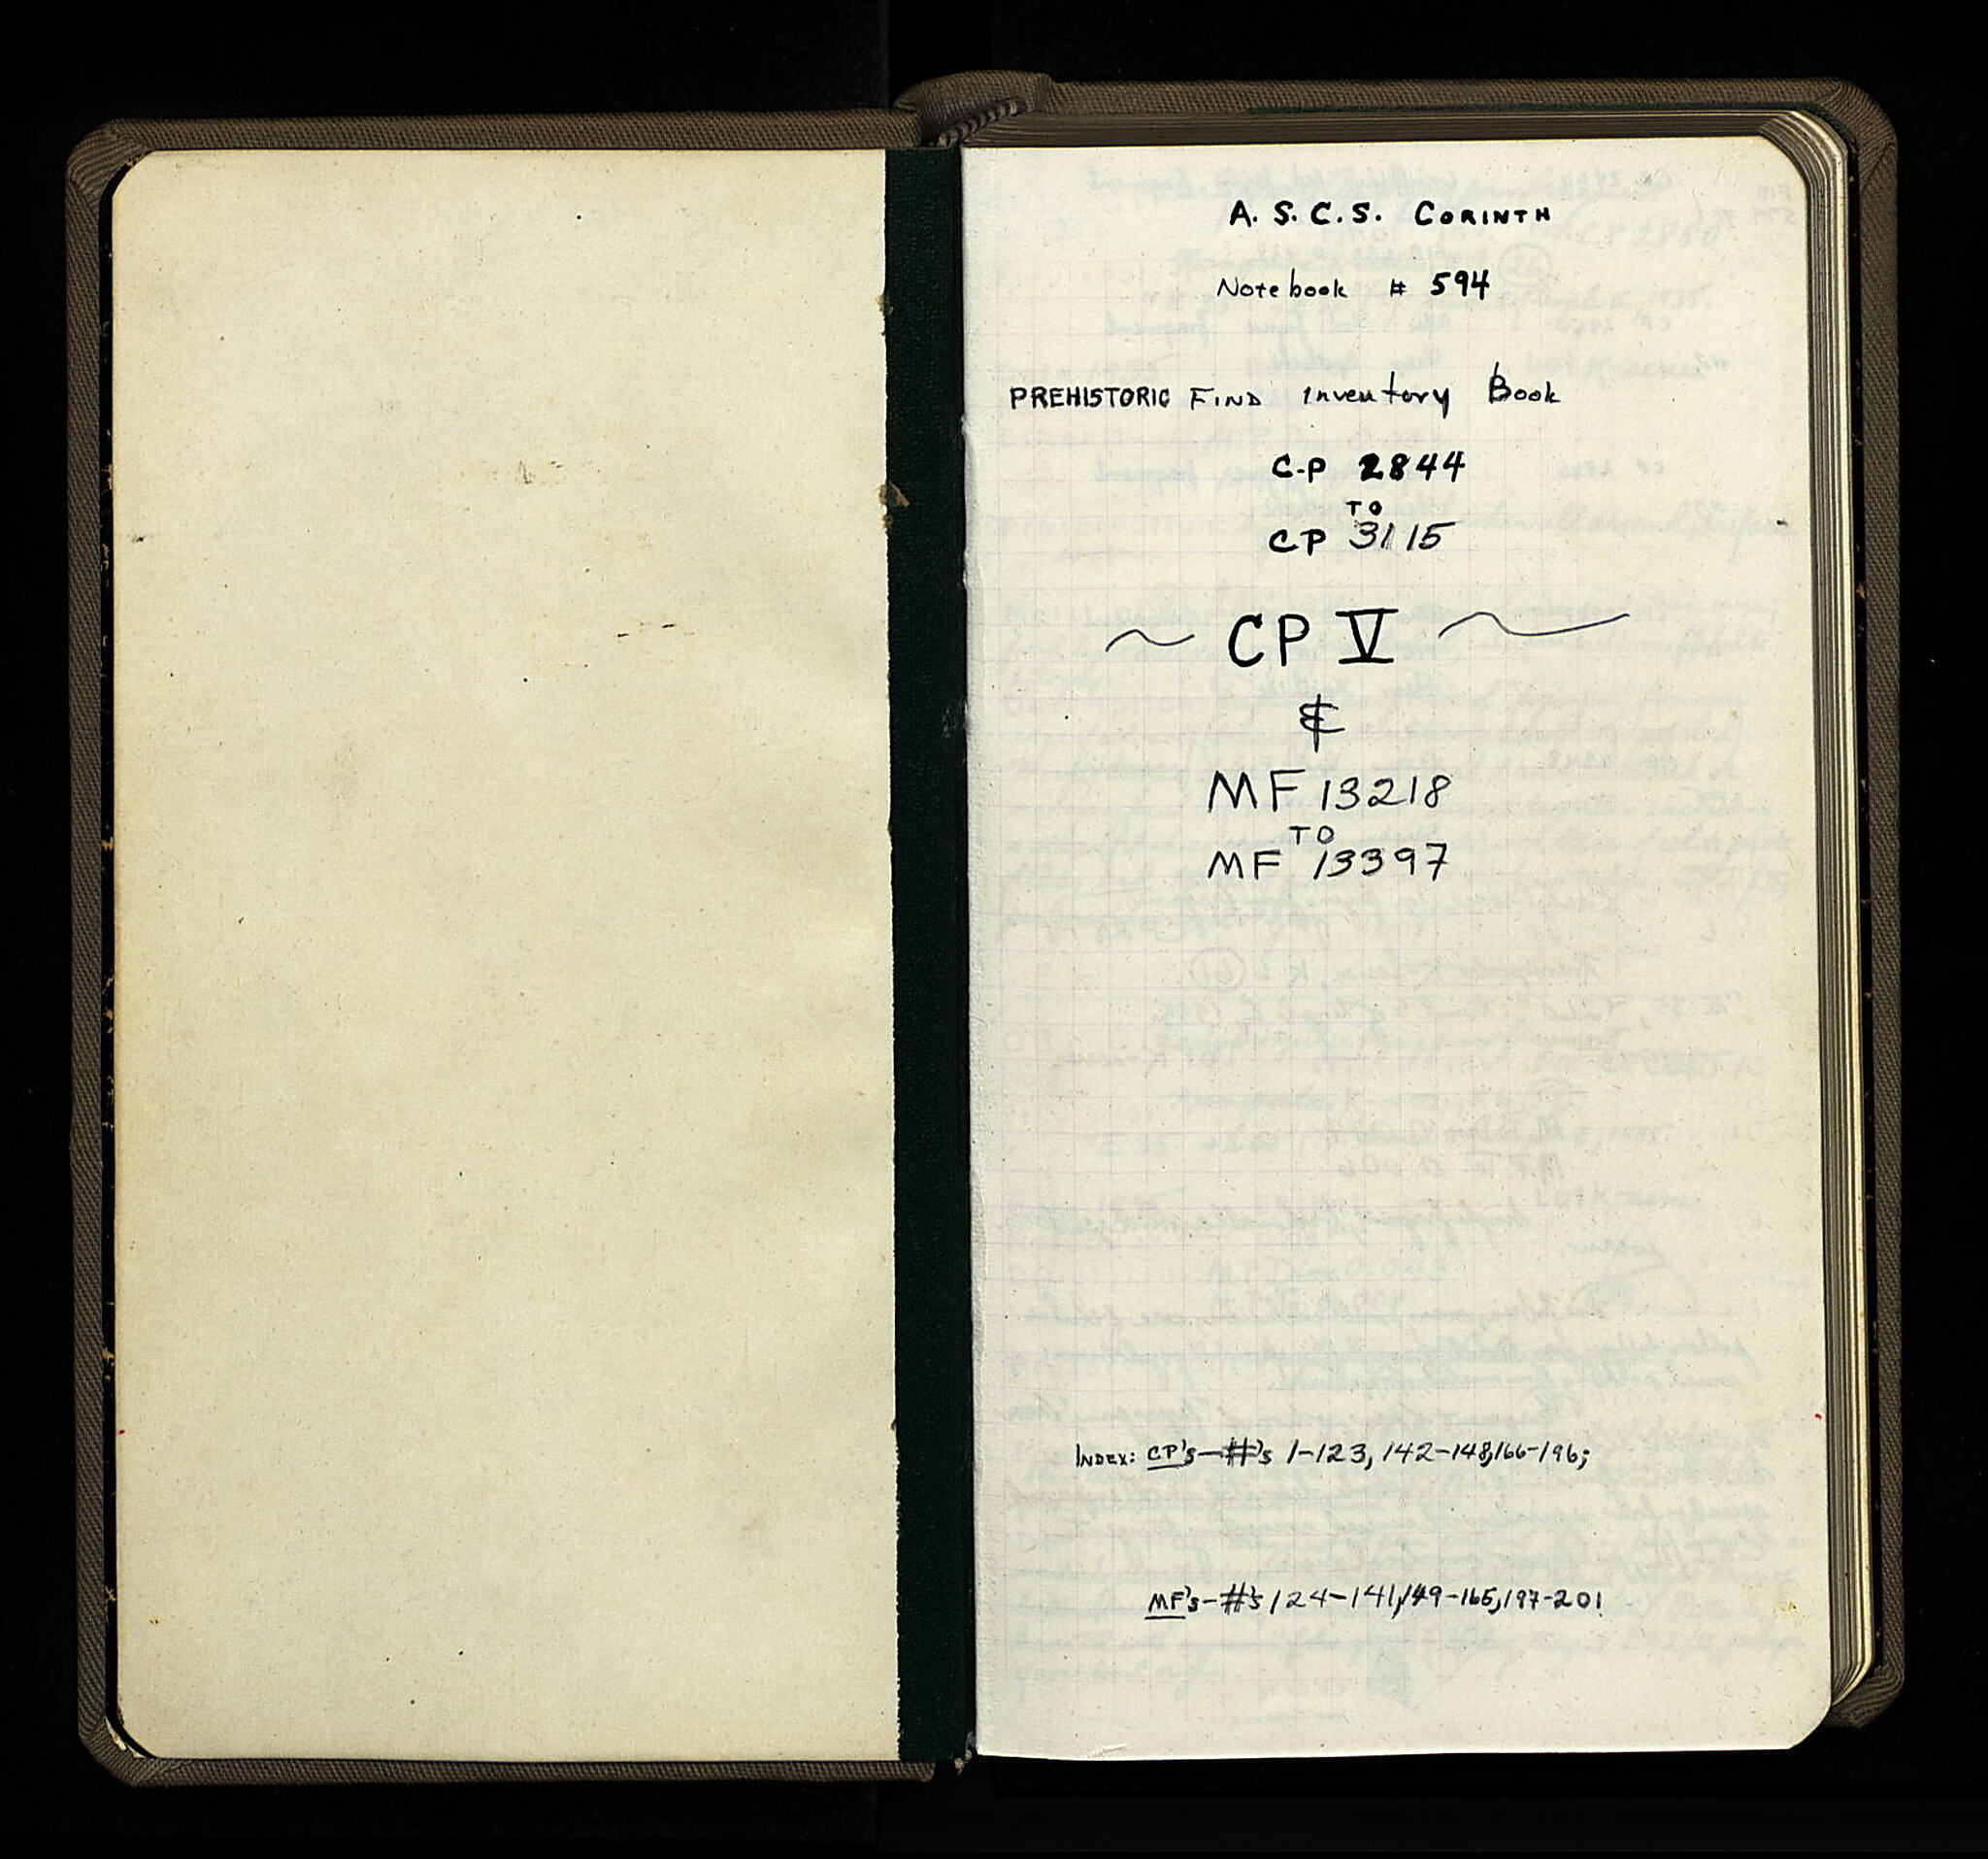 A. S. C. S. CORINTH
Notebook # 594
PREHISTORIC FIND Inventory Book
C-P 2844
TO
CP 3115
~ CP V ~
&
MF 13218
TO
MF 13397
INDEX: CP's—#'s 1-123, 142-148, 166-196;
MF's-#'s 124-141, 149-165, 197-201